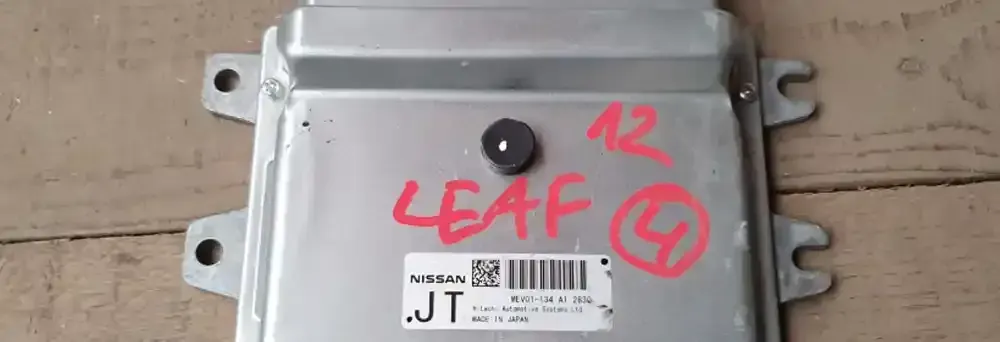 12
LEAF 4
NISSAN
MEV01-134 A1 2830
.JT
Hitachi Automotive Systems Ltd
MADE IN JAPAN